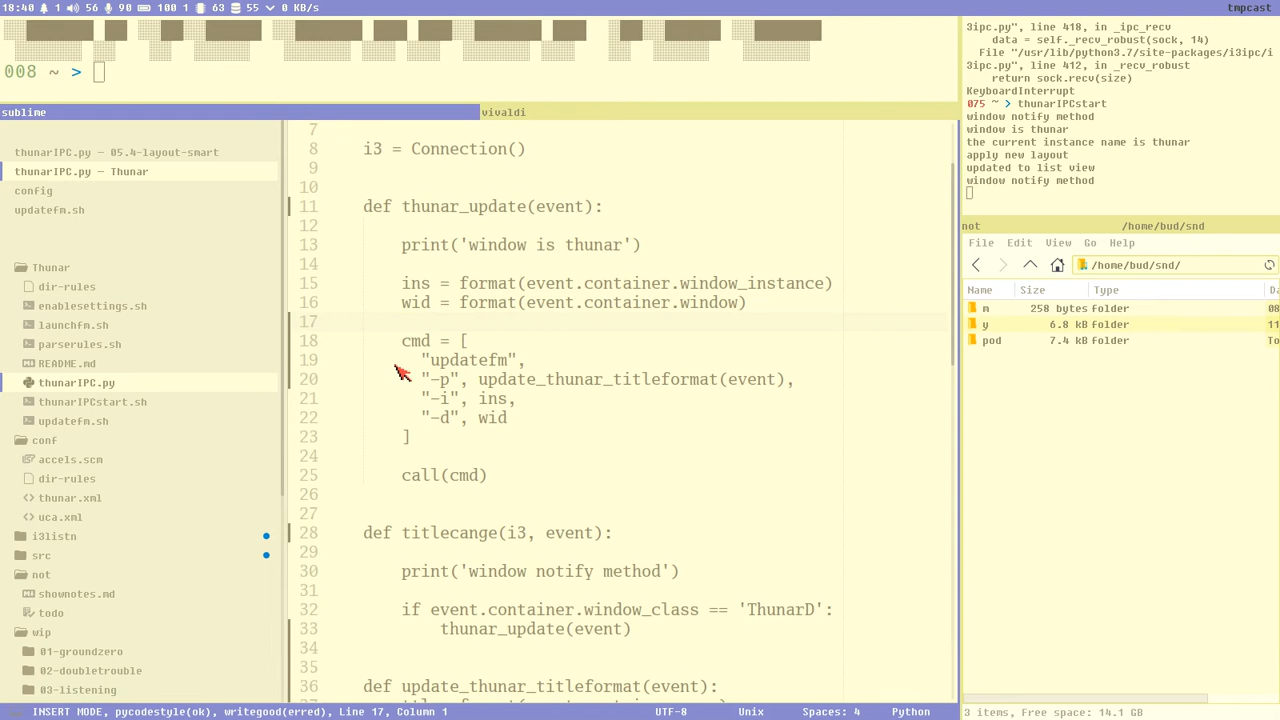 18:40 1 56 90 100 1 63 55 0 KB/s
tmpcast
008 ~ >
sublime
vivaldi
thunarIPC.py — 05.4-layout-smart
thunarIPC.py — Thunar
config
updatefm.sh
Thunar
dir-rules
enablesettings.sh
launchfm.sh
parserules.sh
README.md
thunarIPC.py
thunarIPCstart.sh
updatefm.sh
conf
accels.scm
dir-rules
thunar.xml
uca.xml
i3listn
src
not
shownotes.md
todo
wip
01-groundzero
02-doubletrouble
03-listening
7
8 i3 = Connection()
9
10
11 def thunar_update(event):
12
13 print('window is thunar')
14
15 ins = format(event.container.window_instance)
16 wid = format(event.container.window)
17
18 cmd = [
19 "updatefm",
20 "-p", update_thunar_titleformat(event),
21 "-i", ins,
22 "-d", wid
23 ]
24
25 call(cmd)
26
27
28 def titlecange(i3, event):
29
30 print('window notify method')
31
32 if event.container.window_class == 'ThunarD':
33 thunar_update(event)
34
35
36 def update_thunar_titleformat(event):
INSERT MODE, pycodestyle(ok), writegood(erred), Line 17, Column 1
UTF-8 Unix Spaces: 4 Python
3ipc.py", line 418, in _ipc_recv
data = self._recv_robust(sock, 14)
File "/usr/lib/python3.7/site-packages/i3ipc/i
3ipc.py", line 412, in _recv_robust
return sock.recv(size)
KeyboardInterrupt
075 ~ > thunarIPCstart
window notify method
window is thunar
the current instance name is thunar
apply new layout
updated to list view
window notify method
not /home/bud/snd
File Edit View Go Help
/home/bud/snd/
Name Size Type Da
m 258 bytes Folder 08
y 6.8 kB Folder 11
pod 7.4 kB Folder To
3 items, Free space: 14.1 GB